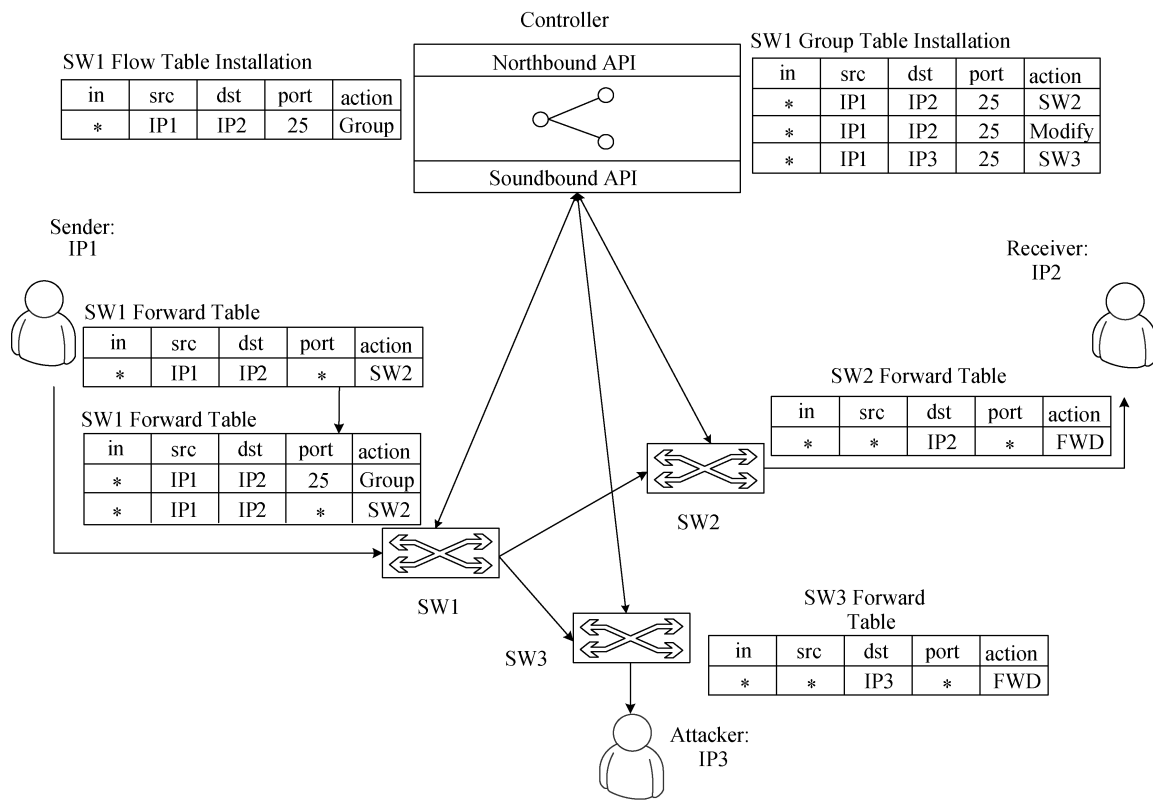 Controller
SW1 Flow Table Installation
in src dst port action
* IP1 IP2 25 Group
Northbound API
Soundbound API
SW1 Group Table Installation
in src dst port action
* IP1 IP2 25 SW2
* IP1 IP2 25 Modify
* IP1 IP3 25 SW3
Sender:
IP1
Receiver:
IP2
SW1 Forward Table
in src dst port action
* IP1 IP2 * SW2
SW1 Forward Table
in src dst port action
* IP1 IP2 25 Group
* IP1 IP2 * SW2
SW2 Forward Table
in src dst port action
* * IP2 * FWD
SW2
SW1
SW3
SW3 Forward
Table
in src dst port action
* * IP3 * FWD
Attacker:
IP3